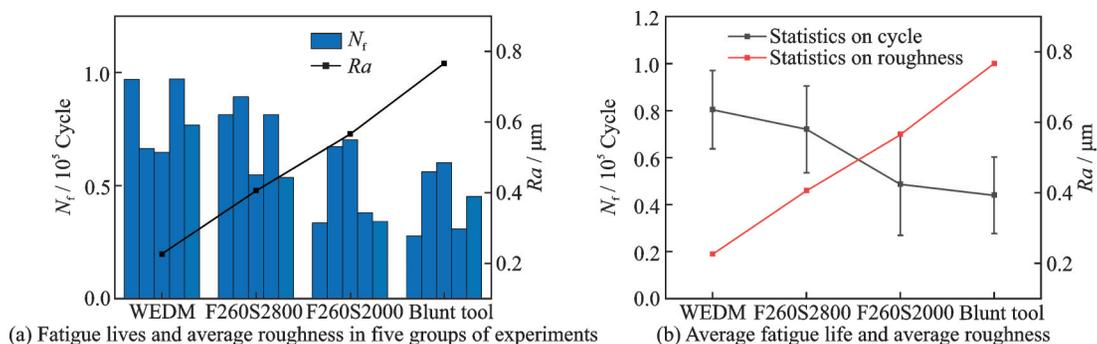 N_f
Ra
1.0
0.5
0.0
N_f / 10^5 Cycle
0.8
0.6
0.4
0.2
Ra / μm
WEDM F260S2800 F260S2000 Blunt tool
(a) Fatigue lives and average roughness in five groups of experiments
Statistics on cycle
Statistics on roughness
1.2
1.0
0.8
0.6
0.4
0.2
0.0
N_f / 10^5 Cycle
0.8
0.6
0.4
0.2
Ra / μm
WEDM F260S2800 F260S2000 Blunt tool
(b) Average fatigue life and average roughness